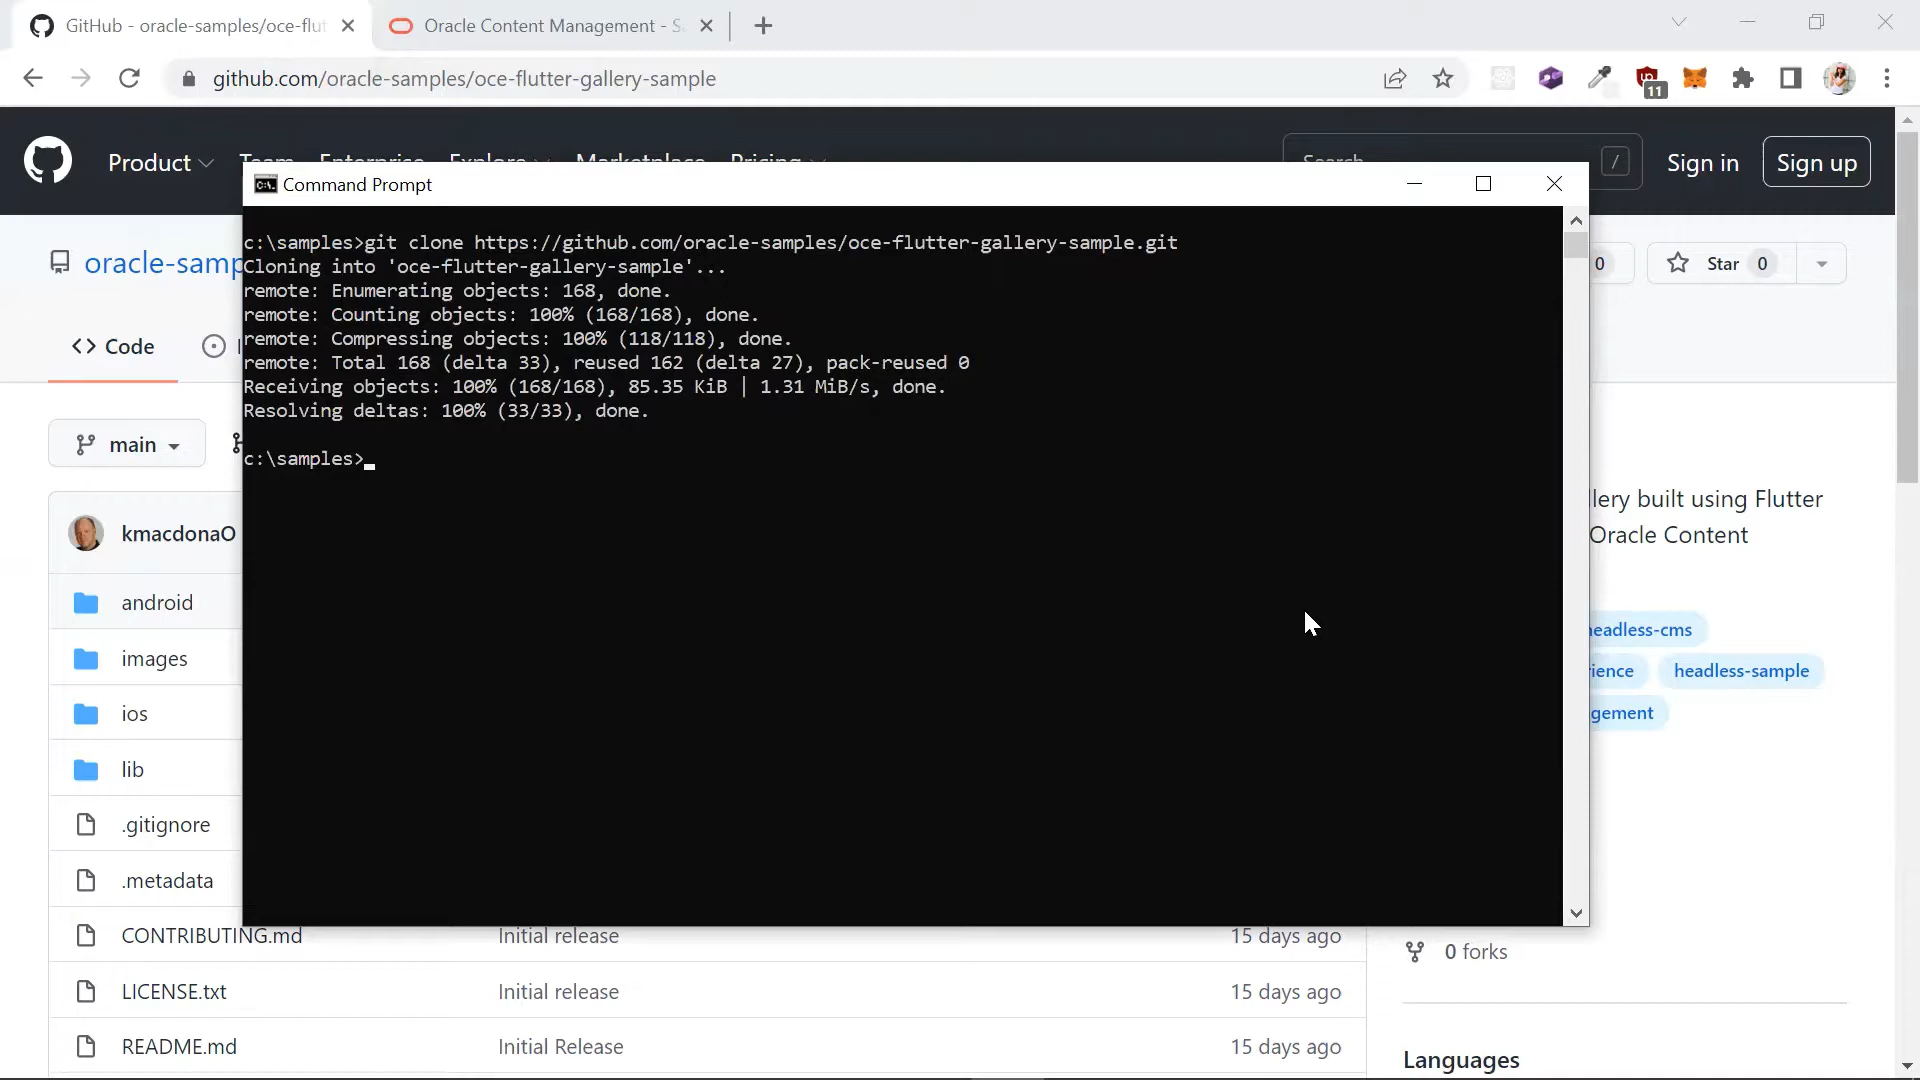 GitHub - oracle-samples/oce-flut
Oracle Content Management - S
github.com/oracle-samples/oce-flutter-gallery-sample
11
Product Team Enterprise Explore Marketplace Pricing
Search
/
Sign in
Sign up
Command Prompt
oracle-samp
0
Star 0
c:\samples>git clone https://github.com/oracle-samples/oce-flutter-gallery-sample.git
Cloning into 'oce-flutter-gallery-sample'...
remote: Enumerating objects: 168, done.
remote: Counting objects: 100% (168/168), done.
remote: Compressing objects: 100% (118/118), done.
remote: Total 168 (delta 33), reused 162 (delta 27), pack-reused 0
Receiving objects: 100% (168/168), 85.35 KiB | 1.31 MiB/s, done.
Resolving deltas: 100% (33/33), done.
c:\samples>
Code
main
kmacdonaO
android
images
ios
lib
.gitignore
.metadata
CONTRIBUTING.md Initial release 15 days ago
LICENSE.txt Initial release 15 days ago
README.md Initial Release 15 days ago
lery built using Flutter
Oracle Content
eadless-cms
ience headless-sample
gement
0 forks
Languages